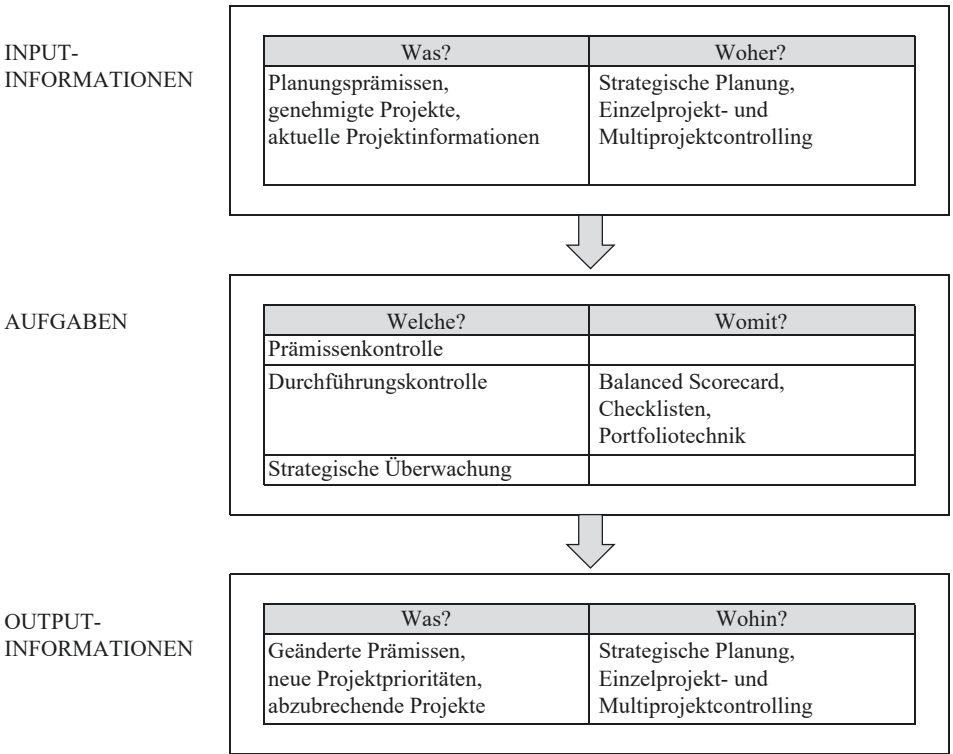 INPUT-
INFORMATIONEN
Was? Woher?
Planungsprämissen, Strategische Planung,
genehmigte Projekte, Einzelprojekt- und
aktuelle Projektinformationen Multiprojektcontrolling
AUFGABEN
Welche? Womit?
Prämissenkontrolle
Durchführungskontrolle Balanced Scorecard,
Checklisten,
Portfoliotechnik
Strategische Überwachung
OUTPUT-
INFORMATIONEN
Was? Wohin?
Geänderte Prämissen, Strategische Planung,
neue Projektprioritäten, Einzelprojekt- und
abzubrechende Projekte Multiprojektcontrolling